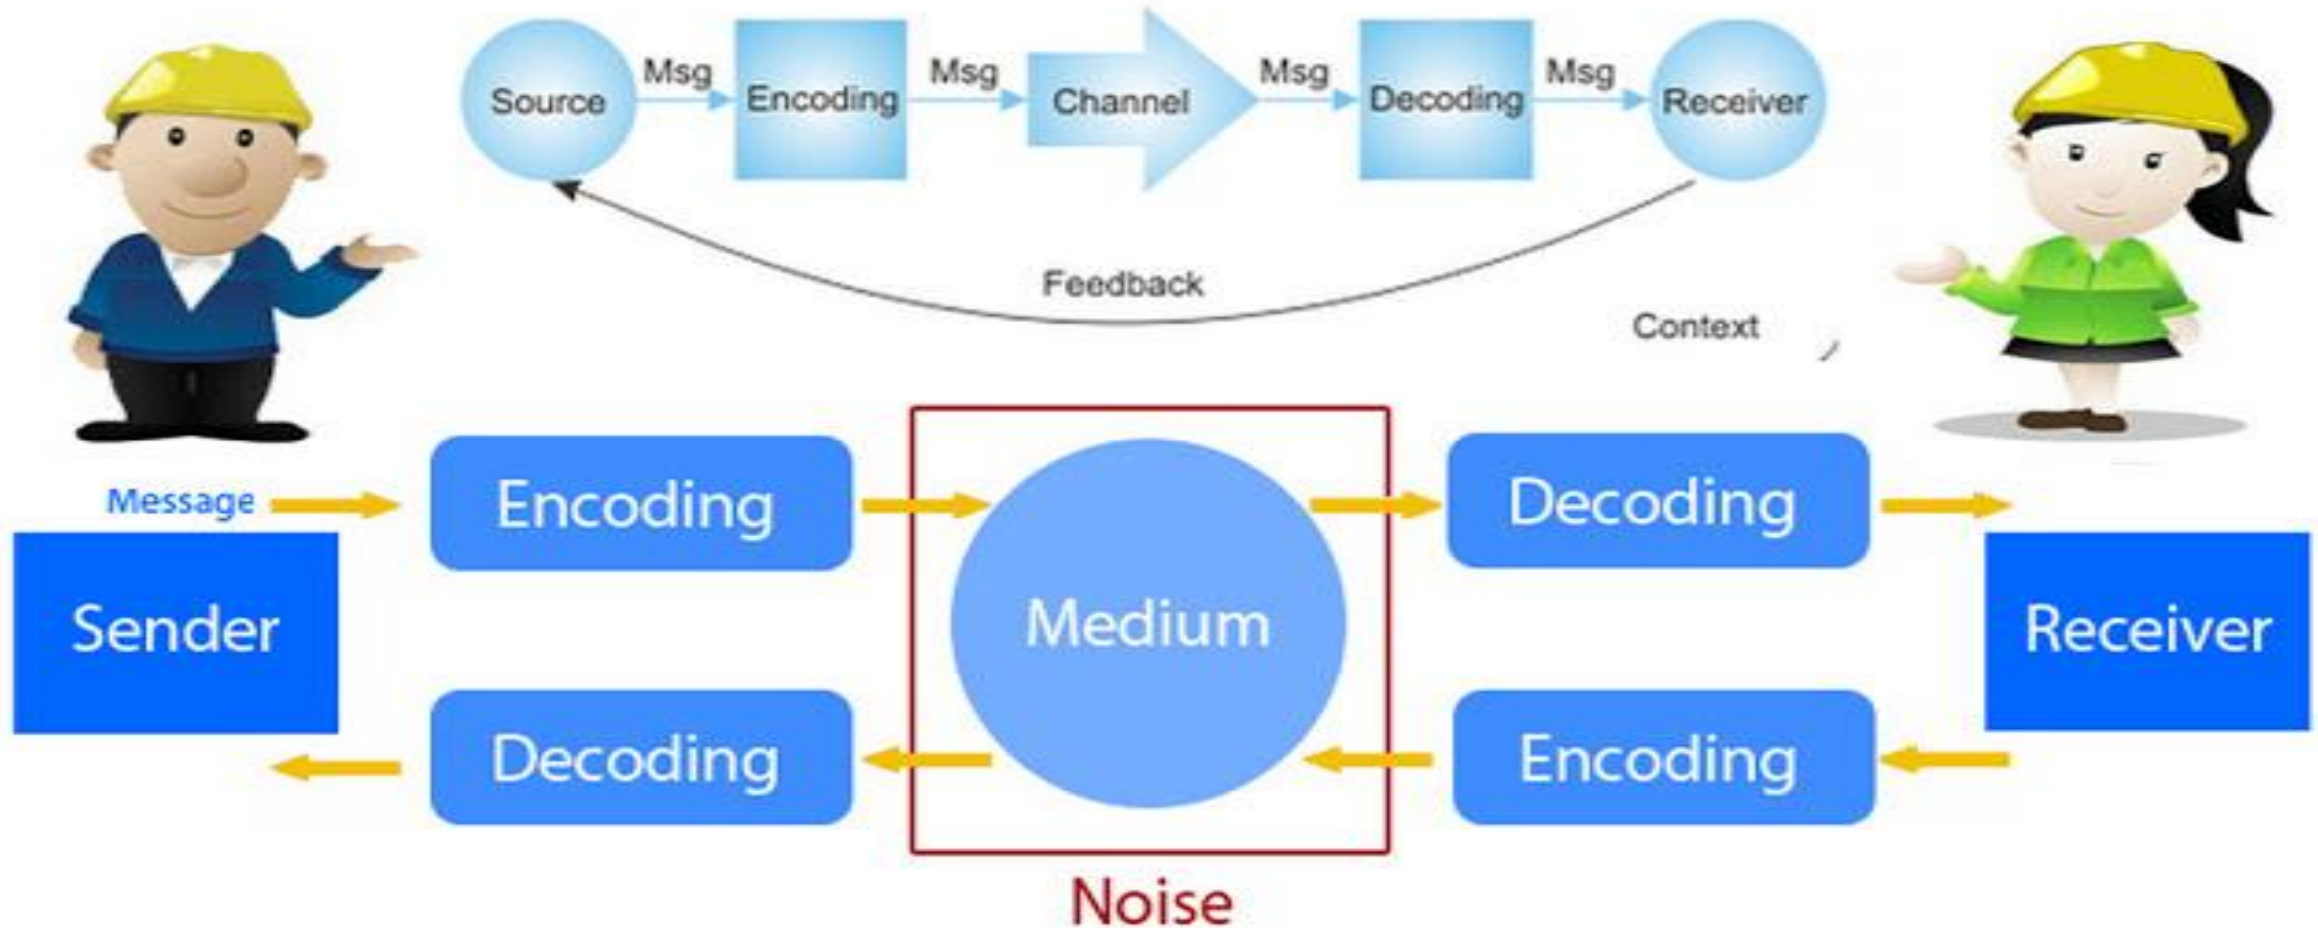 Msg Msg Msg Msg
Source Encoding Channel Decoding Receiver
Feedback
Context
Message
Encoding Decoding
Sender Medium Receiver
Decoding Encoding
Noise